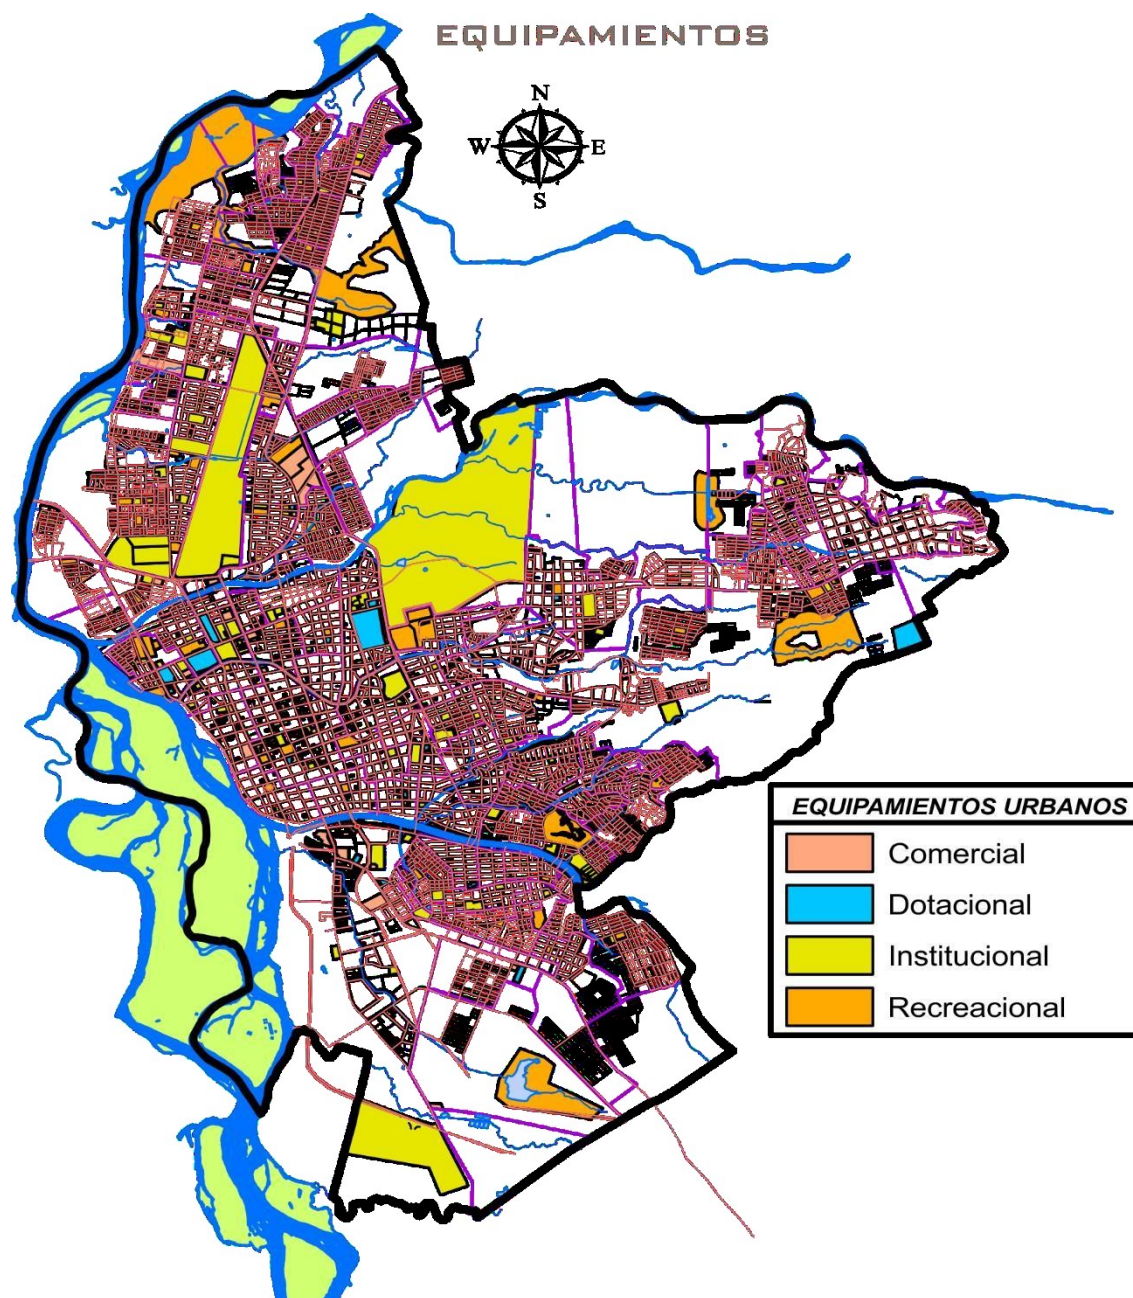 EQUIPAMIENTOS
N
W E
S
EQUIPAMIENTOS URBANOS
Comercial
Dotacional
Institucional
Recreacional